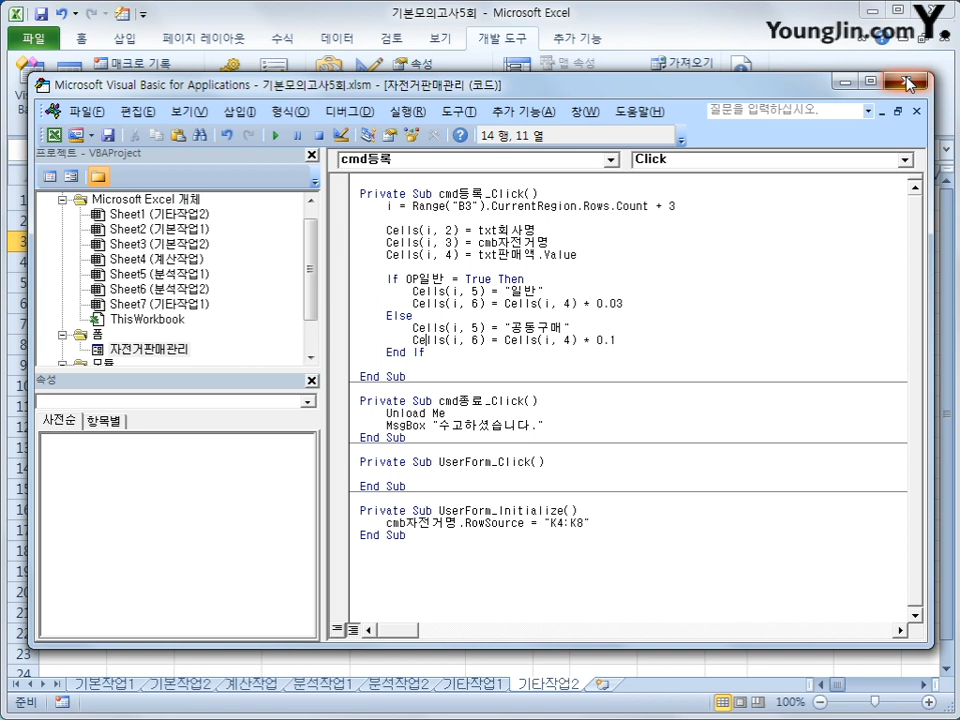 기본모의고사5회 - Microsoft Excel
Younglin.com Y.
파일 홈 삽입 페이지 레이아웃 수식 데이터 검토 보기 개발 도구 추가 기능
매크로 기록 속성 맵 속성 가져오기
Microsoft Visual Basic for Applications - 기본모의고사5회.xlsm - [자전거판매관리 (코드)]
파일(F) 편집(E) 보기(V) 삽입(I) 형식(O) 디버그(D) 실행(R) 도구(T) 추가 기능(A) 창(W) 도움말(H) 질문을 입력하십시오.
14 행, 11 열
프로젝트 - VBAProject
cmd등록 Click
Microsoft Excel 개체
Sheet1 (기타작업2)
Sheet2 (기본작업1)
Sheet3 (기본작업2)
Sheet4 (계산작업)
Sheet5 (분석작업1)
Sheet6 (분석작업2)
Sheet7 (기타작업1)
ThisWorkbook
폼
자전거판매관리
모듈
속성
사전순 항목별
Private Sub cmd등록_Click()
i = Range("B3").CurrentRegion.Rows.Count + 3
Cells(i, 2) = txt회사명
Cells(i, 3) = cmb자전거명
Cells(i, 4) = txt판매액.Value
If OP일반 = True Then
Cells(i, 5) = "일반"
Cells(i, 6) = Cells(i, 4) * 0.03
Else
Cells(i, 5) = "공동구매"
Cells(i, 6) = Cells(i, 4) * 0.1
End If
End Sub
Private Sub cmd종료_Click()
Unload Me
MsgBox "수고하셨습니다."
End Sub
Private Sub UserForm_Click()
End Sub
Private Sub UserForm_Initialize()
cmb자전거명.RowSource = "K4:K8"
End Sub
23
24
기본작업1 기본작업2 계산작업 분석작업1 분석작업2 기타작업1 기타작업2
준비 100%